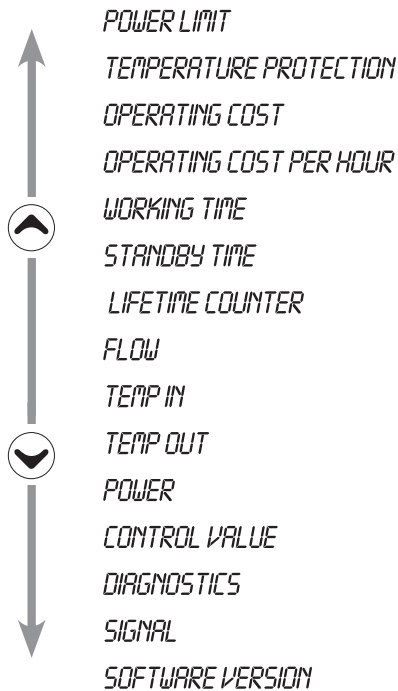 POWER LIMIT
TEMPERATURE PROTECTION
OPERATING COST
OPERATING COST PER HOUR
WORKING TIME
STANDBY TIME
LIFETIME COUNTER
FLOW
TEMP IN
TEMP OUT
POWER
CONTROL VALUE
DIAGNOSTICS
SIGNAL
SOFTWARE VERSION